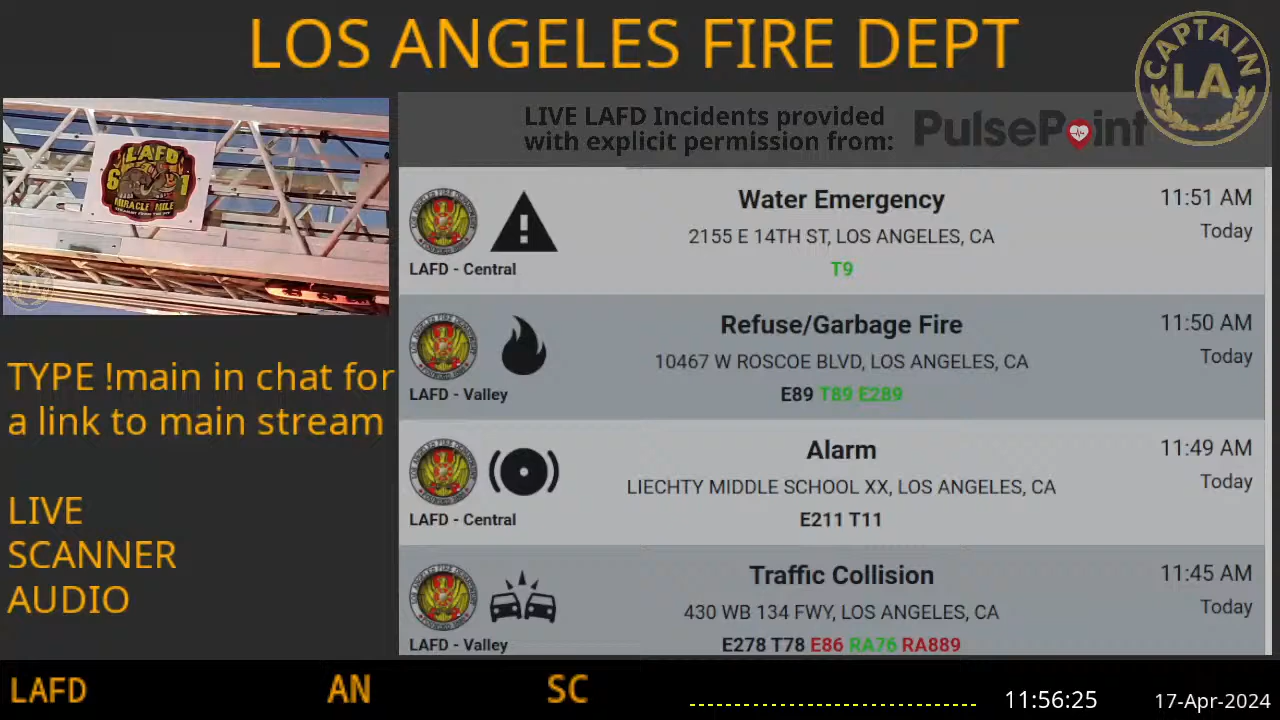 LOS ANGELES FIRE DEPT
CAPTAIN
LA
LIVE LAFD Incidents provided
with explicit permission from:
PulsePoint
LAFD
6 1
MIRACLE MILE
Water Emergency
11:51 AM
2155 E 14TH ST, LOS ANGELES, CA
Today
LAFD - Central
T9
Refuse/Garbage Fire
11:50 AM
10467 W ROSCOE BLVD, LOS ANGELES, CA
Today
LAFD - Valley
E89 T89 E289
Alarm
11:49 AM
LIECHTY MIDDLE SCHOOL XX, LOS ANGELES, CA
Today
LAFD - Central
E211 T11
Traffic Collision
11:45 AM
430 WB 134 FWY, LOS ANGELES, CA
Today
LAFD - Valley
E278 T78 E86 RA76 RA889
TYPE !main in chat for
a link to main stream
LIVE
SCANNER
AUDIO
LAFD
AN
SC
11:56:25
17-Apr-2024